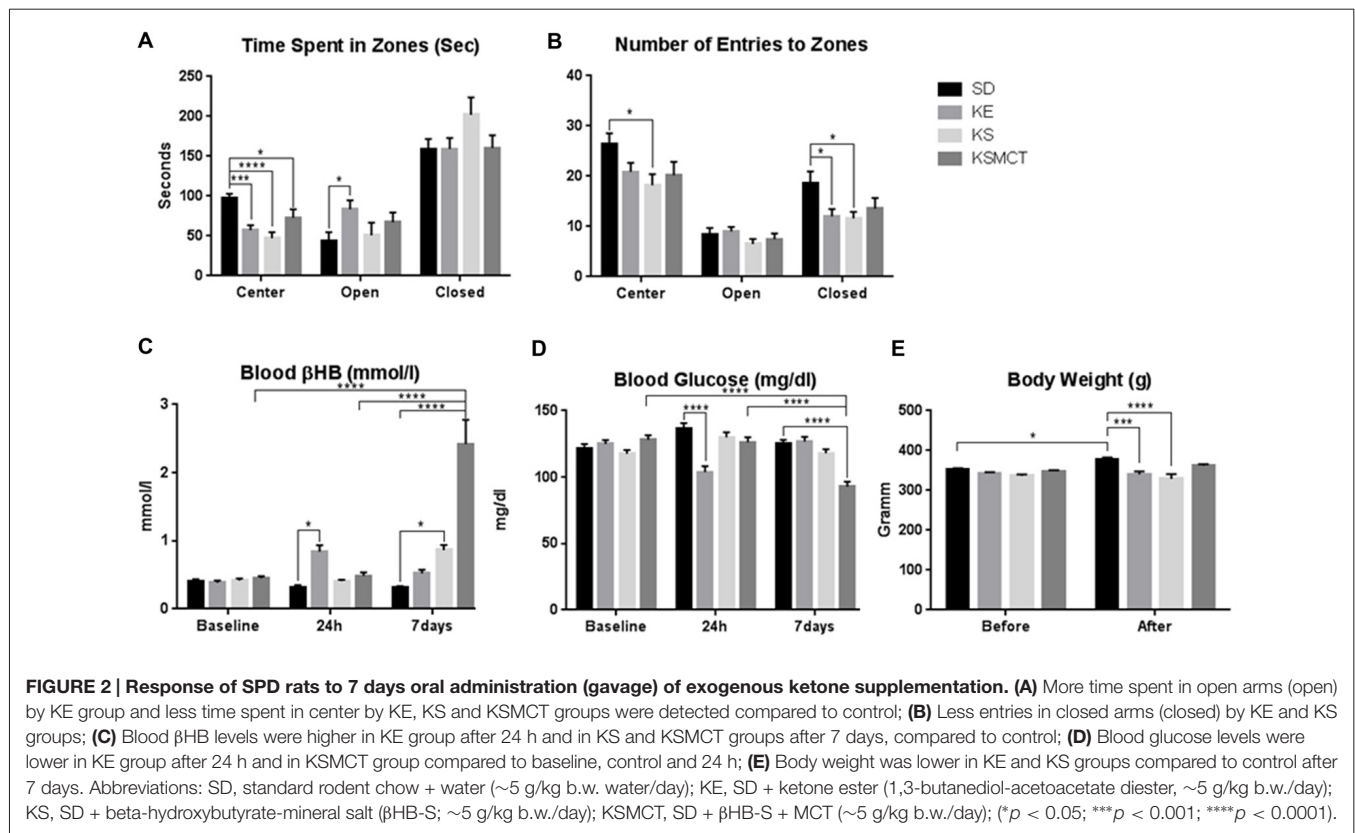 A
Time Spent in Zones (Sec)
250
200
150
100
50
0
Seconds
*
****
***
*
Center
Open
Closed
B
Number of Entries to Zones
40
30
20
10
0
*
*
*
Center
Open
Closed
SD
KE
KS
KSMCT
C
Blood βHB (mmol/l)
3
2
1
0
mmol/l
****
****
****
*
*
Baseline
24h
7days
D
Blood Glucose (mg/dl)
150
100
50
0
mg/dl
****
****
****
****
Baseline
24h
7days
E
Body Weight (g)
500
400
300
200
100
0
Gramm
*
****
***
Before
After
FIGURE 2 | Response of SPD rats to 7 days oral administration (gavage) of exogenous ketone supplementation. (A) More time spent in open arms (open)
by KE group and less time spent in center by KE, KS and KSMCT groups were detected compared to control; (B) Less entries in closed arms (closed) by KE and KS
groups; (C) Blood βHB levels were higher in KE group after 24 h and in KS and KSMCT groups after 7 days, compared to control; (D) Blood glucose levels were
lower in KE group after 24 h and in KSMCT group compared to baseline, control and 24 h; (E) Body weight was lower in KE and KS groups compared to control after
7 days. Abbreviations: SD, standard rodent chow + water (∼5 g/kg b.w. water/day); KE, SD + ketone ester (1,3-butanediol-acetoacetate diester, ∼5 g/kg b.w./day);
KS, SD + beta-hydroxybutyrate-mineral salt (βHB-S; ∼5 g/kg b.w./day); KSMCT, SD + βHB-S + MCT (∼5 g/kg b.w./day); (*p < 0.05; ***p < 0.001; ****p < 0.0001).